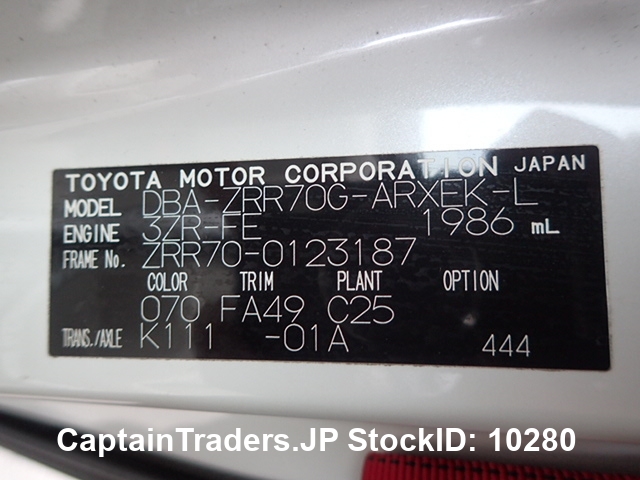 TOYOTA MOTOR CORPORATION JAPAN
MODEL DBA-ZRR70G-ARXEK-L
ENGINE 3ZR-FE 1986 mL
FRAME No. ZRR70-0123187
COLOR TRIM PLANT OPTION
070 FA49 C25
TRANS./AXLE K111 -01A 444
CaptainTraders.JP StockID: 10280